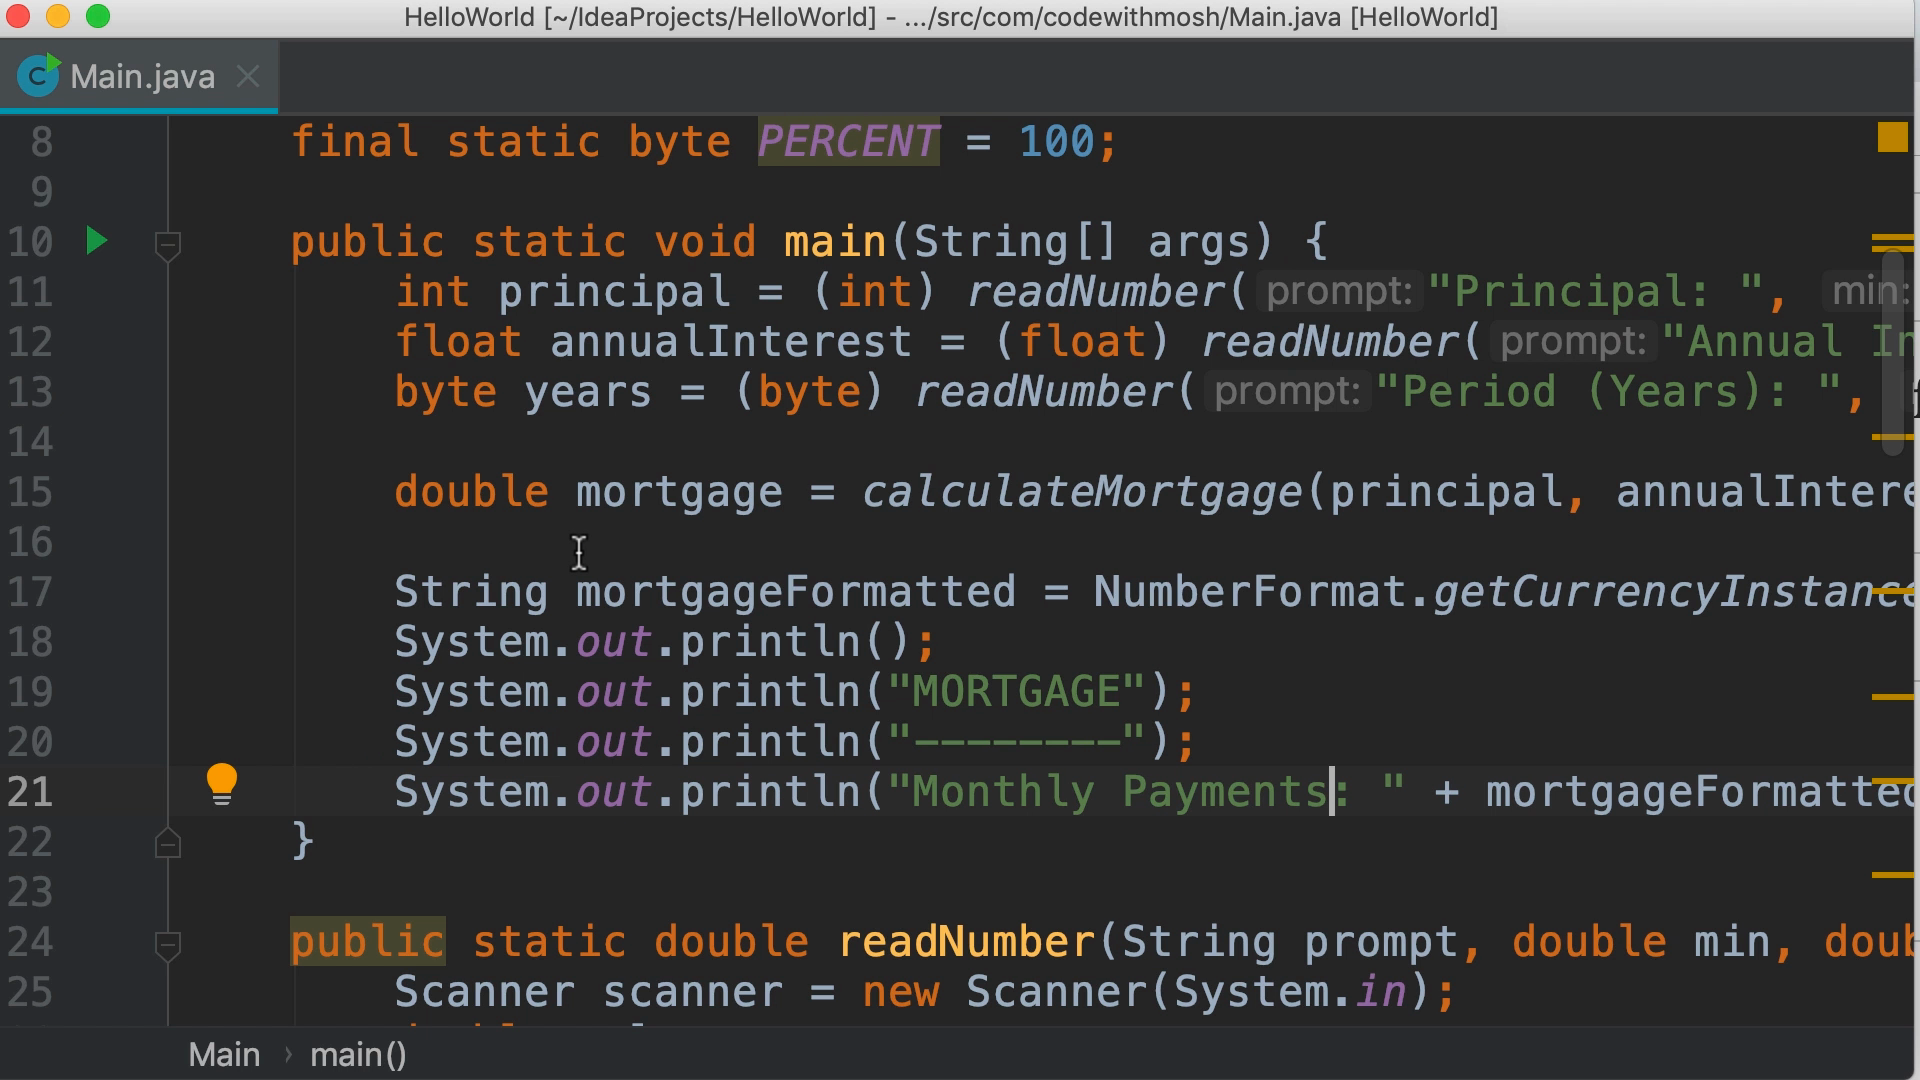 HelloWorld [~/IdeaProjects/HelloWorld] - .../src/com/codewithmosh/Main.java [HelloWorld]
Main.java
8 final static byte PERCENT = 100;
9
10 public static void main(String[] args) {
11 int principal = (int) readNumber( prompt: "Principal: ", min:
12 float annualInterest = (float) readNumber( prompt: "Annual In
13 byte years = (byte) readNumber( prompt: "Period (Years): ",
14
15 double mortgage = calculateMortgage(principal, annualIntere
16
17 String mortgageFormatted = NumberFormat.getCurrencyInstance
18 System.out.println();
19 System.out.println("MORTGAGE");
20 System.out.println("--------");
21 System.out.println("Monthly Payments: " + mortgageFormatted
22 }
23
24 public static double readNumber(String prompt, double min, doub
25 Scanner scanner = new Scanner(System.in);
Main › main()